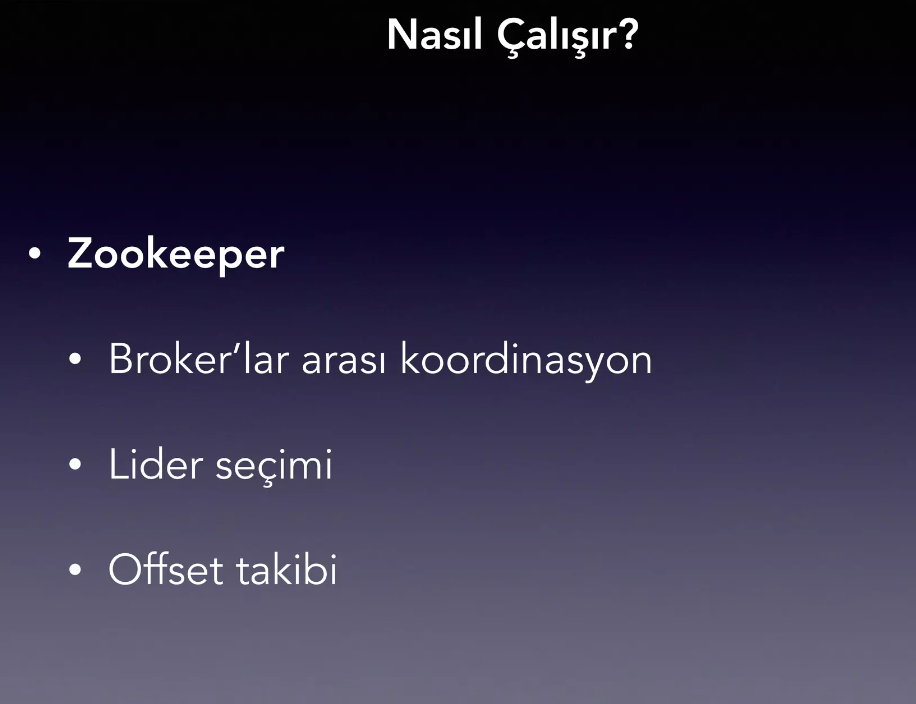 Nasıl Çalışır?
• Zookeeper
• Broker’lar arası koordinasyon
• Lider seçimi
• Offset takibi